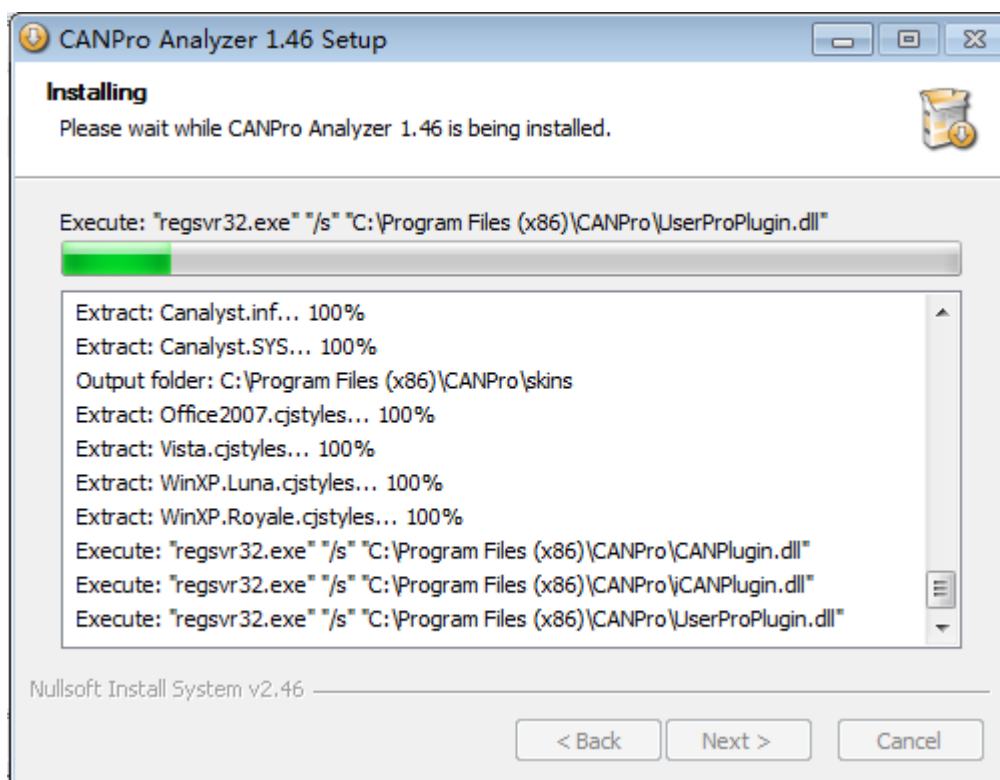 CANPro Analyzer 1.46 Setup
Installing
Please wait while CANPro Analyzer 1.46 is being installed.
Execute: "regsvr32.exe" "/s" "C:\Program Files (x86)\CANPro\UserProPlugin.dll"
Extract: Canalyst.inf... 100%
Extract: Canalyst.SYS... 100%
Output folder: C:\Program Files (x86)\CANPro\skins
Extract: Office2007.cjstyles... 100%
Extract: Vista.cjstyles... 100%
Extract: WinXP.Luna.cjstyles... 100%
Extract: WinXP.Royale.cjstyles... 100%
Execute: "regsvr32.exe" "/s" "C:\Program Files (x86)\CANPro\CANPlugin.dll"
Execute: "regsvr32.exe" "/s" "C:\Program Files (x86)\CANPro\iCANPlugin.dll"
Execute: "regsvr32.exe" "/s" "C:\Program Files (x86)\CANPro\UserProPlugin.dll"
Nullsoft Install System v2.46
< Back
Next >
Cancel